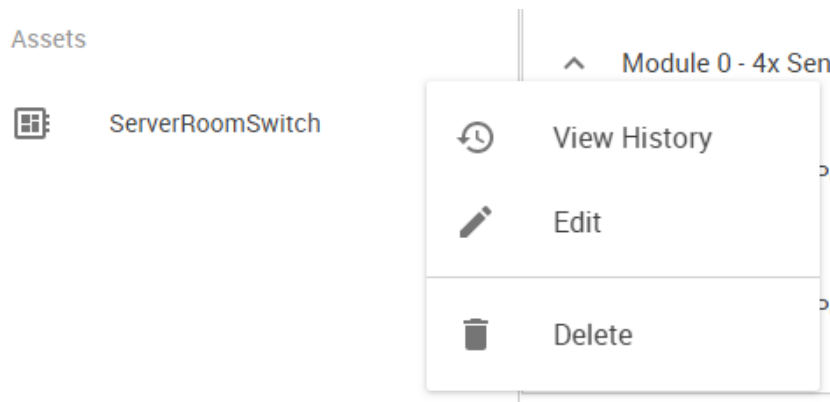 Assets
Module 0 - 4x Sen
ServerRoomSwitch
View History
Edit
Delete